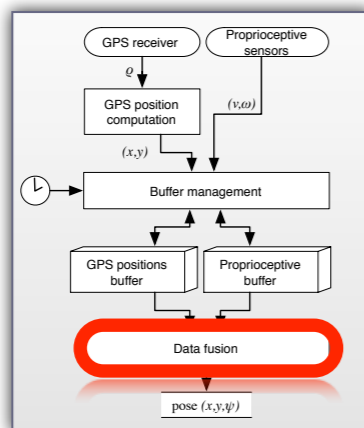 GPS receiver
Proprioceptive
sensors
ϱ
GPS position
computation
(v,ω)
(x,y)
Buffer management
GPS positions
buffer
Proprioceptive
buffer
Data fusion
pose (x,y,ψ)